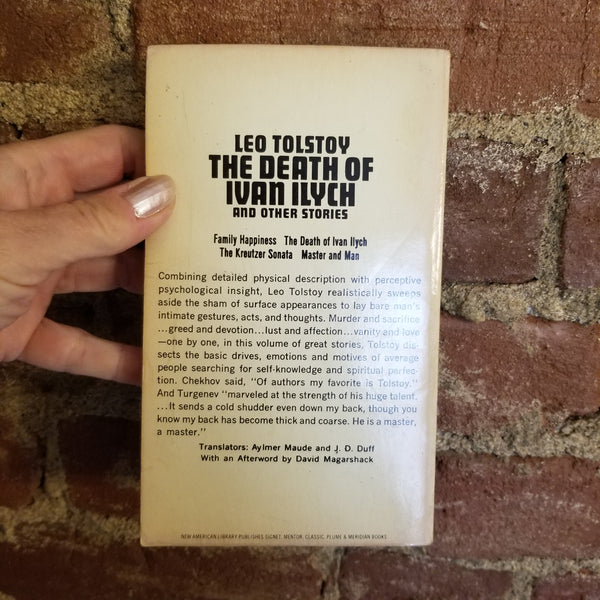 LEO TOLSTOY
THE DEATH OF
IVAN ILYCH
AND OTHER STORIES
Family Happiness The Death of Ivan Ilych
The Kreutzer Sonata Master and Man
Combining detailed physical description with perceptive
psychological insight, Leo Tolstoy realistically sweeps
aside the sham of surface appearances to lay bare man's
intimate gestures, acts, and thoughts. Murder and sacrifice
...greed and devotion...lust and affection...vanity and love
—one by one, in this volume of great stories, Tolstoy dis-
sects the basic drives, emotions and motives of average
people searching for self-knowledge and spiritual perfec-
tion. Chekhov said, "Of authors my favorite is Tolstoy."
And Turgenev "marveled at the strength of his huge talent.
...It sends a cold shudder even down my back, though you
know my back has become thick and coarse. He is a master,
a master."
Translators: Aylmer Maude and J. D. Duff
With an Afterword by David Magarshack
NEW AMERICAN LIBRARY PUBLISHES SIGNET, MENTOR, CLASSIC, PLUME & MERIDIAN BOOKS